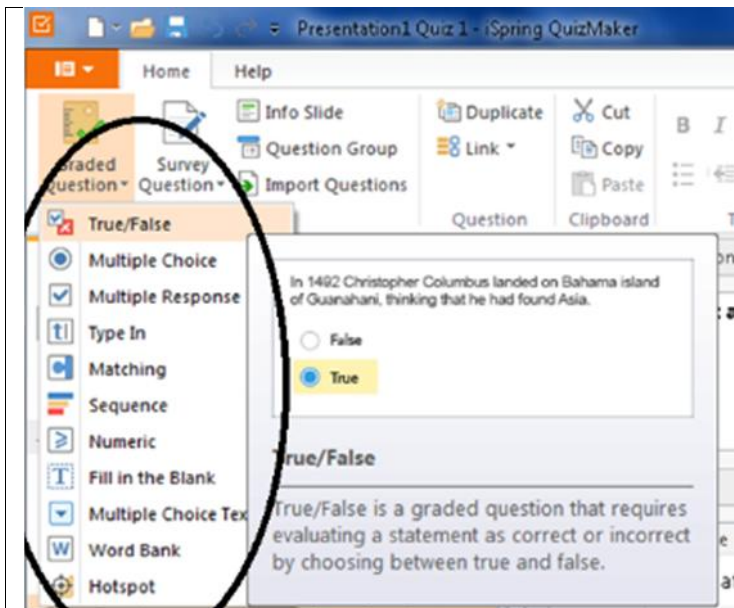 Presentation1 Quiz 1 - iSpring QuizMaker
Home Help
Graded Question
Survey Question
Info Slide
Question Group
Import Questions
Duplicate
Link
Question
Cut
Copy
Paste
Clipboard
B I
True/False
Multiple Choice
Multiple Response
Type In
Matching
Sequence
Numeric
Fill in the Blank
Multiple Choice Tex
Word Bank
Hotspot
In 1492 Christopher Columbus landed on Bahama island
of Guanahani, thinking that he had found Asia.
False
True
True/False
True/False is a graded question that requires
evaluating a statement as correct or incorrect
by choosing between true and false.